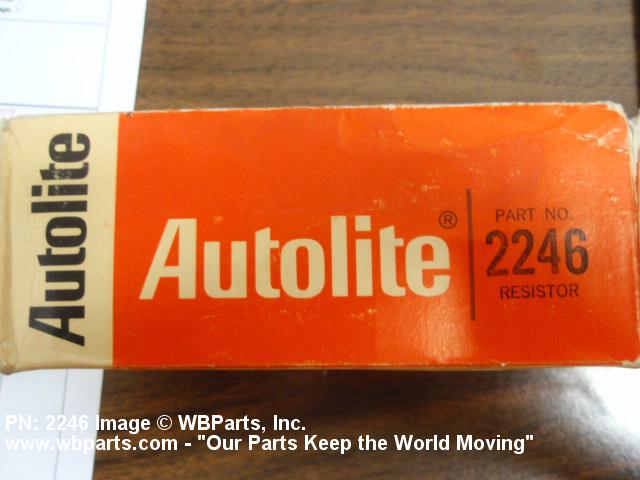 Autolite
Autolite®
PART NO.
2246
RESISTOR
PN: 2246 Image © WBParts, Inc.
www.wbparts.com - "Our Parts Keep the World Moving"